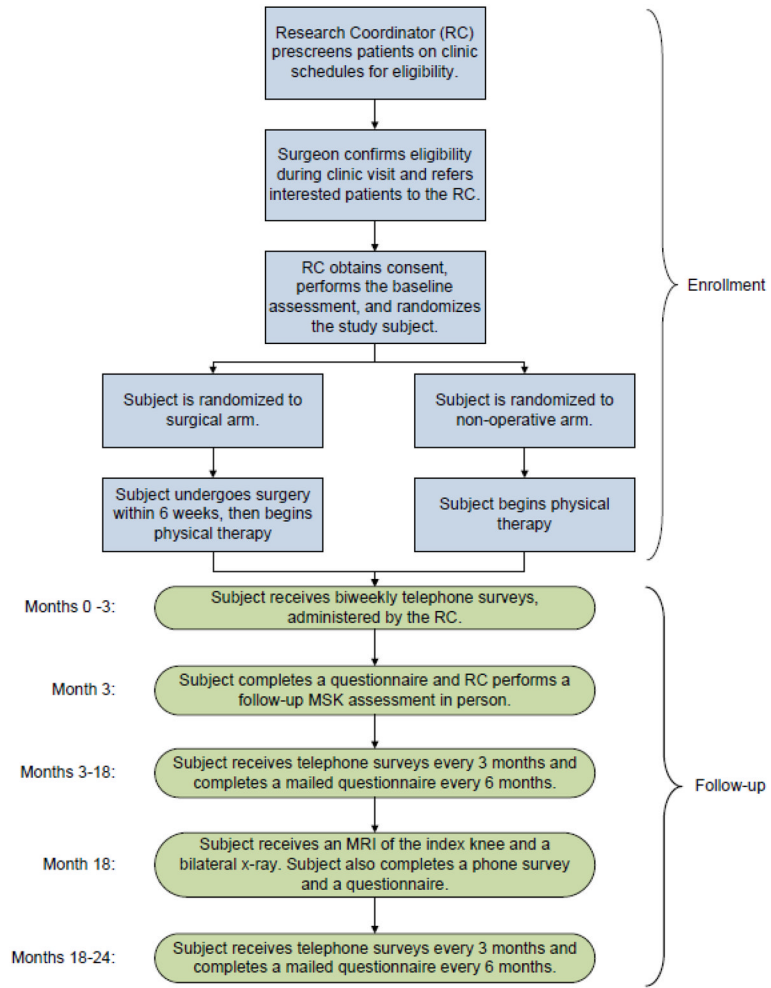 Research Coordinator (RC)
prescreens patients on clinic
schedules for eligibility.
Surgeon confirms eligibility
during clinic visit and refers
interested patients to the RC.
RC obtains consent,
performs the baseline
assessment, and randomizes
the study subject.
Enrollment
Subject is randomized to
surgical arm.
Subject is randomized to
non-operative arm.
Subject undergoes surgery
within 6 weeks, then begins
physical therapy
Subject begins physical
therapy
Months 0 -3:
Subject receives biweekly telephone surveys,
administered by the RC.
Month 3:
Subject completes a questionnaire and RC performs a
follow-up MSK assessment in person.
Months 3-18:
Subject receives telephone surveys every 3 months and
completes a mailed questionnaire every 6 months.
Follow-up
Month 18:
Subject receives an MRI of the index knee and a
bilateral x-ray. Subject also completes a phone survey
and a questionnaire.
Months 18-24:
Subject receives telephone surveys every 3 months and
completes a mailed questionnaire every 6 months.